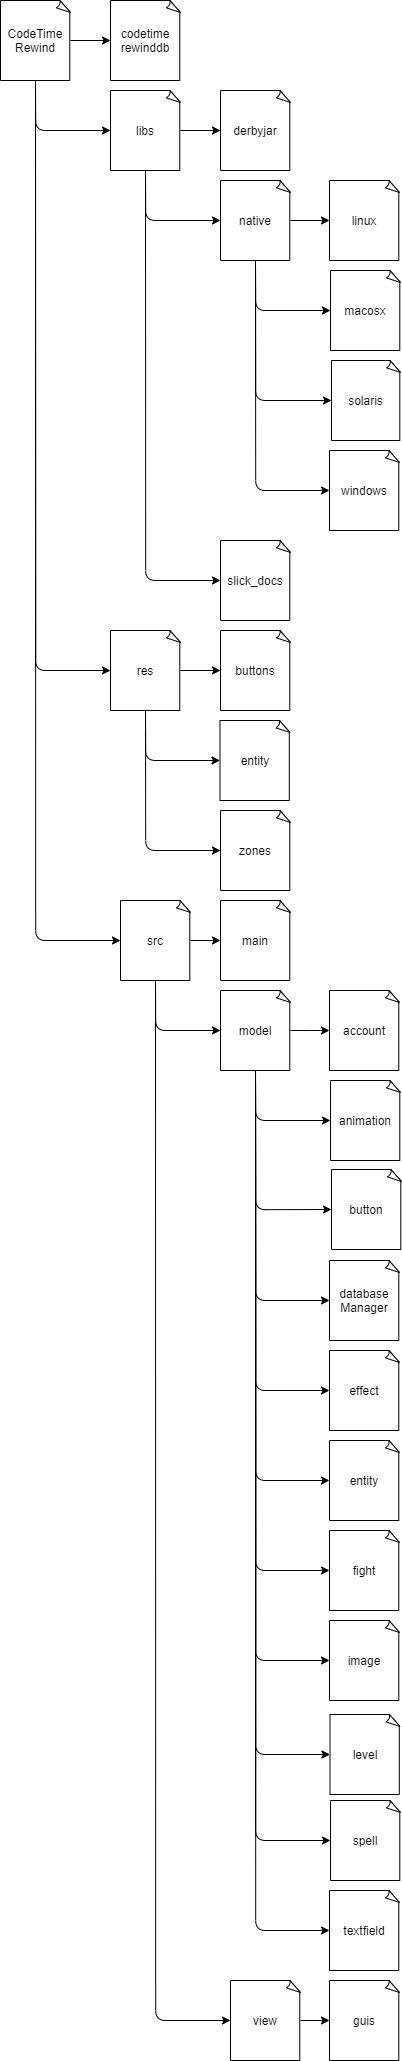 CodeTime
Rewind
codetime
rewinddb
libs
derbyjar
native
linux
macosx
solaris
windows
slick_docs
res
buttons
entity
zones
src
main
model
account
animation
button
database
Manager
effect
entity
fight
image
level
spell
textfield
view
guis